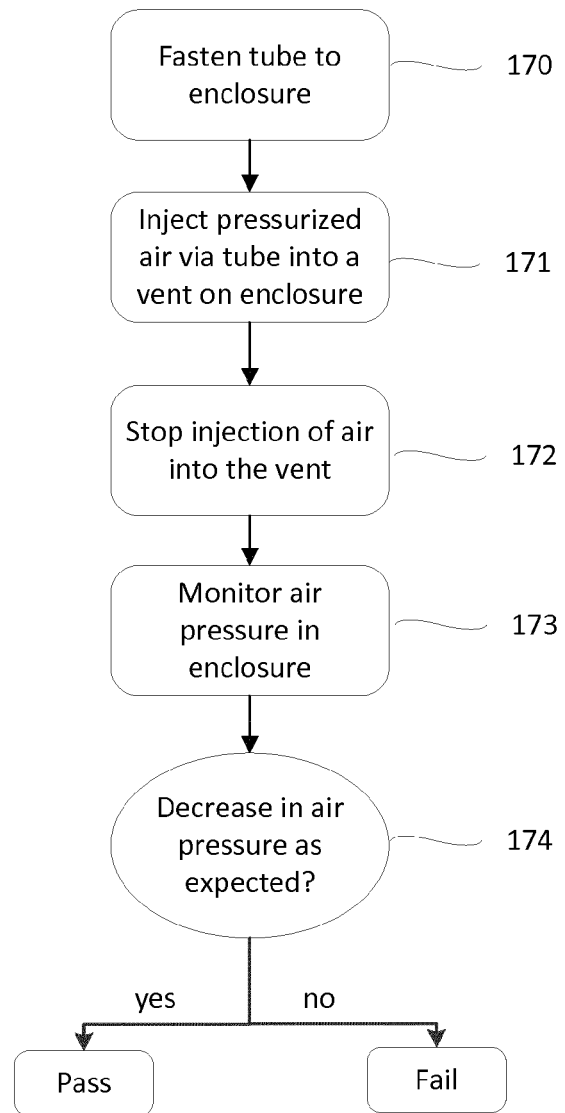 Fasten tube to
enclosure
170
Inject pressurized
air via tube into a
vent on enclosure
171
Stop injection of air
into the vent
172
Monitor air
pressure in
enclosure
173
Decrease in air
pressure as
expected?
174
yes
no
Pass
Fail